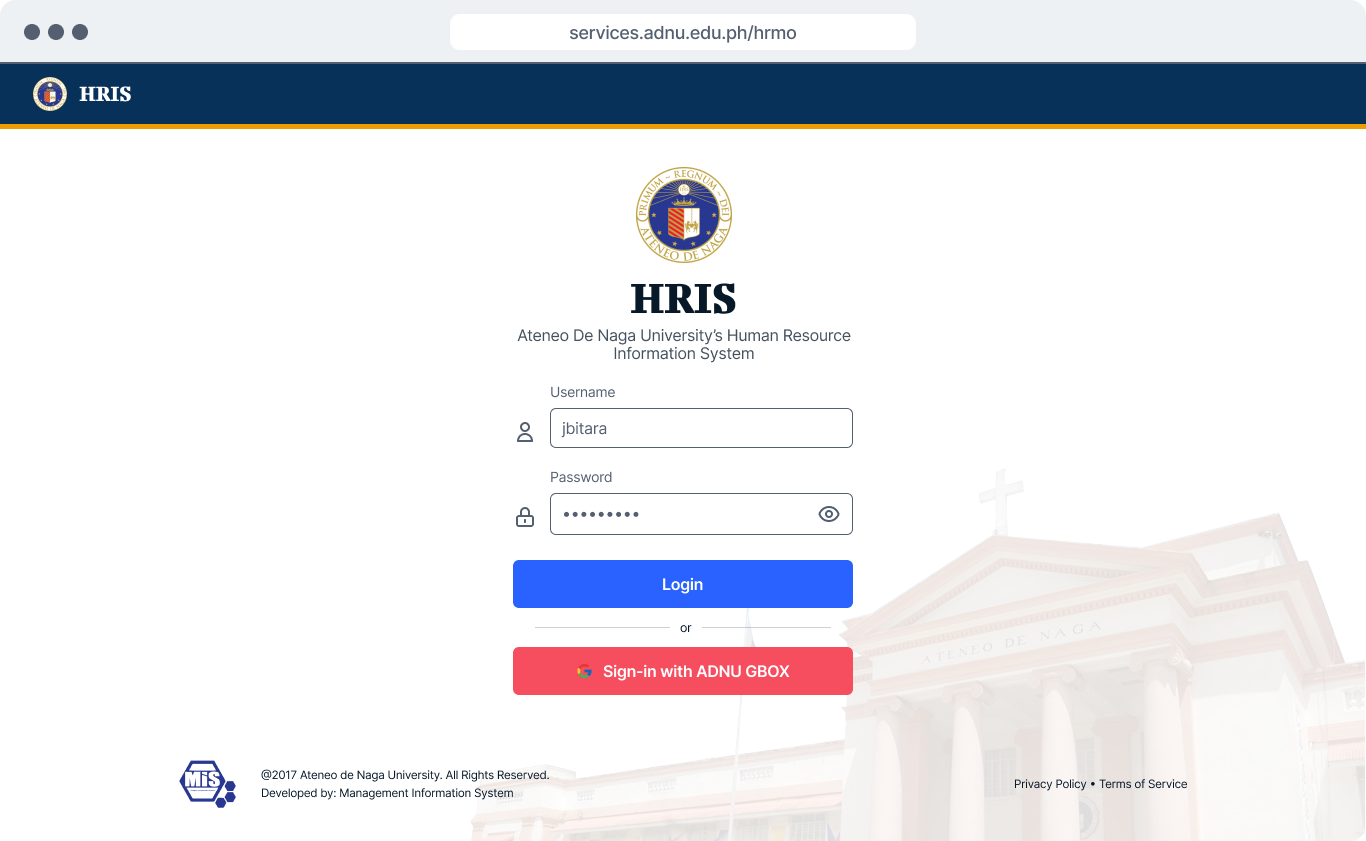 services.adnu.edu.ph/hrmo
HRIS
PRIMUM ~ REGNUM ~ DEI
ATENEO DE NAGA
HRIS
Ateneo De Naga University’s Human Resource
Information System
Username
jbitara
Password
•••••••••
Login
or
Sign-in with ADNU GBOX
ATENEO DE NAGA
MiS
@2017 Ateneo de Naga University. All Rights Reserved.
Developed by: Management Information System
Privacy Policy • Terms of Service